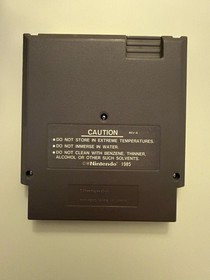 CAUTION
● DO NOT STORE IN EXTREME TEMPERATURES.
● DO NOT IMMERSE IN WATER.
● DO NOT CLEAN WITH BENZENE, THINNER,
ALCOHOL OR OTHER SUCH SOLVENTS.
Nintendo 1985